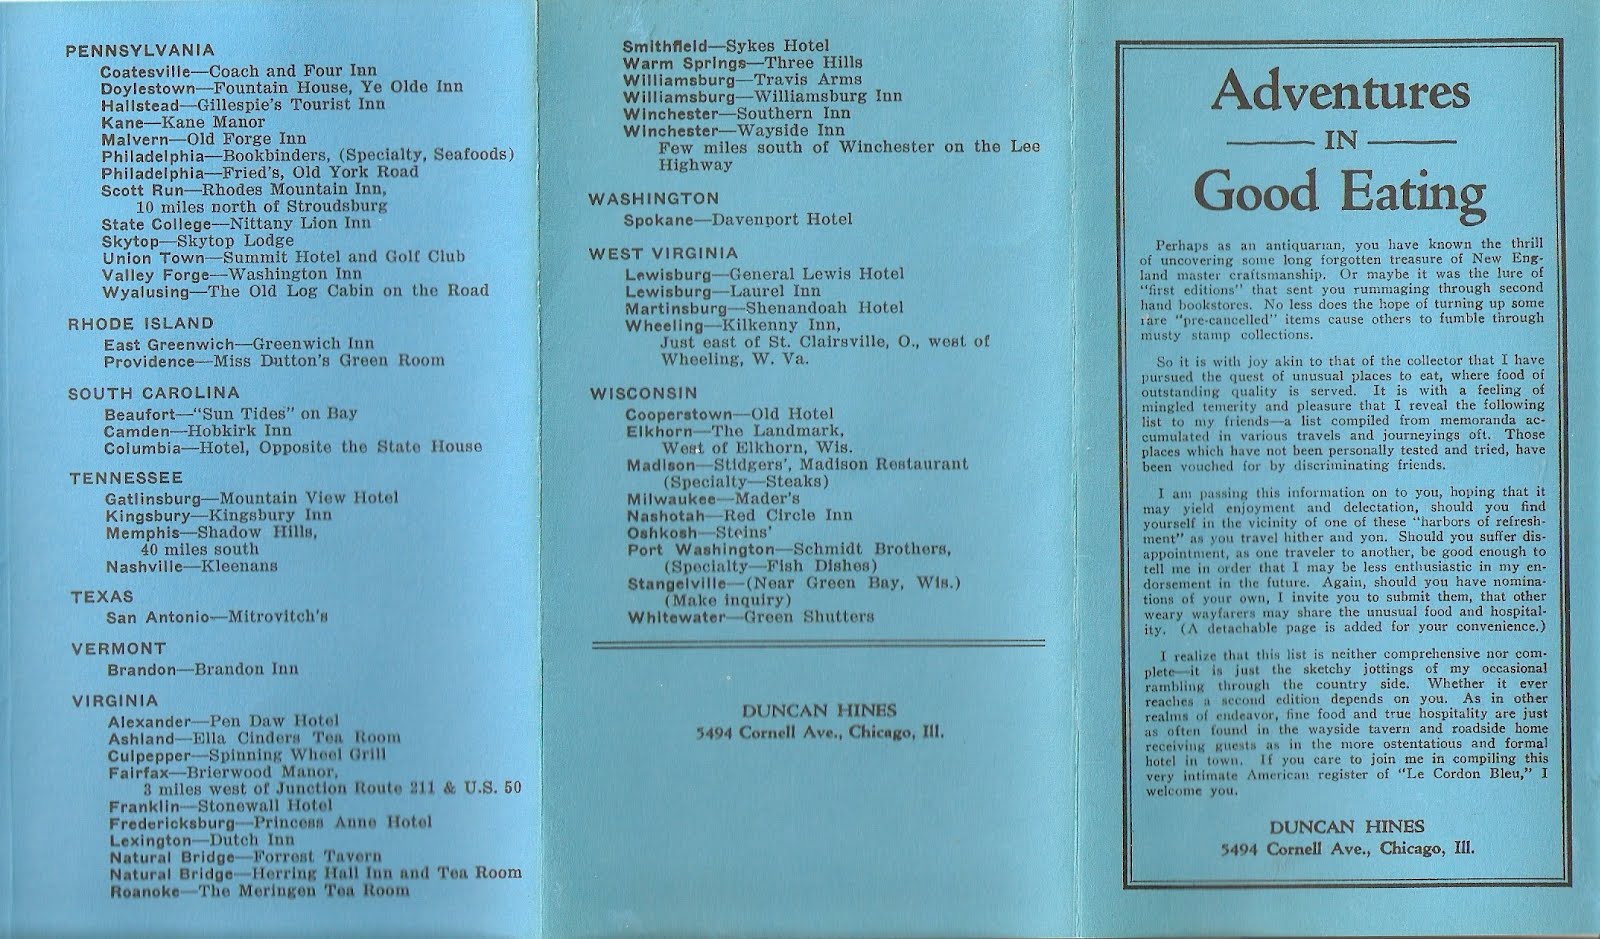 PENNSYLVANIA
Coatesville—Coach and Four Inn
Doylestown—Fountain House, Ye Olde Inn
Hallstead—Gillespie's Tourist Inn
Kane—Kane Manor
Malvern—Old Forge Inn
Philadelphia—Bookbinders, (Specialty, Seafoods)
Philadelphia—Fried's, Old York Road
Scott Run—Rhodes Mountain Inn,
10 miles north of Stroudsburg
State College—Nittany Lion Inn
Skytop—Skytop Lodge
Union Town—Summit Hotel and Golf Club
Valley Forge—Washington Inn
Wyalusing—The Old Log Cabin on the Road
RHODE ISLAND
East Greenwich—Greenwich Inn
Providence—Miss Dutton's Green Room
SOUTH CAROLINA
Beaufort—"Sun Tides" on Bay
Camden—Hobkirk Inn
Columbia—Hotel, Opposite the State House
TENNESSEE
Gatlinsburg—Mountain View Hotel
Kingsbury—Kingsbury Inn
Memphis—Shadow Hills,
40 miles south
Nashville—Kleenans
TEXAS
San Antonio—Mitrovitch's
VERMONT
Brandon—Brandon Inn
VIRGINIA
Alexander—Pen Daw Hotel
Ashland—Ella Cinders Tea Room
Culpepper—Spinning Wheel Grill
Fairfax—Brierwood Manor,
3 miles west of Junction Route 211 & U.S. 50
Franklin—Stonewall Hotel
Fredericksburg—Princess Anne Hotel
Lexington—Dutch Inn
Natural Bridge—Forrest Tavern
Natural Bridge—Herring Hall Inn and Tea Room
Roanoke—The Meringen Tea Room
Smithfield—Sykes Hotel
Warm Springs—Three Hills
Williamsburg—Travis Arms
Williamsburg—Williamsburg Inn
Winchester—Southern Inn
Winchester—Wayside Inn
Few miles south of Winchester on the Lee
Highway
WASHINGTON
Spokane—Davenport Hotel
WEST VIRGINIA
Lewisburg—General Lewis Hotel
Lewisburg—Laurel Inn
Martinsburg—Shenandoah Hotel
Wheeling—Kilkenny Inn,
Just east of St. Clairsville, O., west of
Wheeling, W. Va.
WISCONSIN
Cooperstown—Old Hotel
Elkhorn—The Landmark,
West of Elkhorn, Wis.
Madison—Stidgers', Madison Restaurant
(Specialty—Steaks)
Milwaukee—Mader's
Nashotah—Red Circle Inn
Oshkosh—Steins'
Port Washington—Schmidt Brothers,
(Specialty—Fish Dishes)
Stangelville—(Near Green Bay, Wis.)
(Make inquiry)
Whitewater—Green Shutters
DUNCAN HINES
5494 Cornell Ave., Chicago, Ill.
Adventures
IN
Good Eating
Perhaps as an antiquarian, you have known the thrill
of uncovering some long forgotten treasure of New Eng-
land master craftsmanship. Or maybe it was the lure of
"first editions" that sent you rummaging through second
hand bookstores. No less does the hope of turning up some
rare "pre-cancelled" items cause others to fumble through
musty stamp collections.
So it is with joy akin to that of the collector that I have
pursued the quest of unusual places to eat, where food of
outstanding quality is served. It is with a feeling of
mingled temerity and pleasure that I reveal the following
list to my friends—a list compiled from memoranda ac-
cumulated in various travels and journeyings oft. Those
places which have not been personally tested and tried, have
been vouched for by discriminating friends.
I am passing this information on to you, hoping that it
may yield enjoyment and delectation, should you find
yourself in the vicinity of one of these "harbors of refresh-
ment" as you travel hither and yon. Should you suffer dis-
appointment, as one traveler to another, be good enough to
tell me in order that I may be less enthusiastic in my en-
dorsement in the future. Again, should you have nomina-
tions of your own, I invite you to submit them, that other
weary wayfarers may share the unusual food and hospital-
ity. (A detachable page is added for your convenience.)
I realize that this list is neither comprehensive nor com-
plete—it is just the sketchy jottings of my occasional
rambling through the country side. Whether it ever
reaches a second edition depends on you. As in other
realms of endeavor, fine food and true hospitality are just
as often found in the wayside tavern and roadside home
receiving guests as in the more ostentatious and formal
hotel in town. If you care to join me in compiling this
very intimate American register of "Le Cordon Bleu," I
welcome you.
DUNCAN HINES
5494 Cornell Ave., Chicago, Ill.